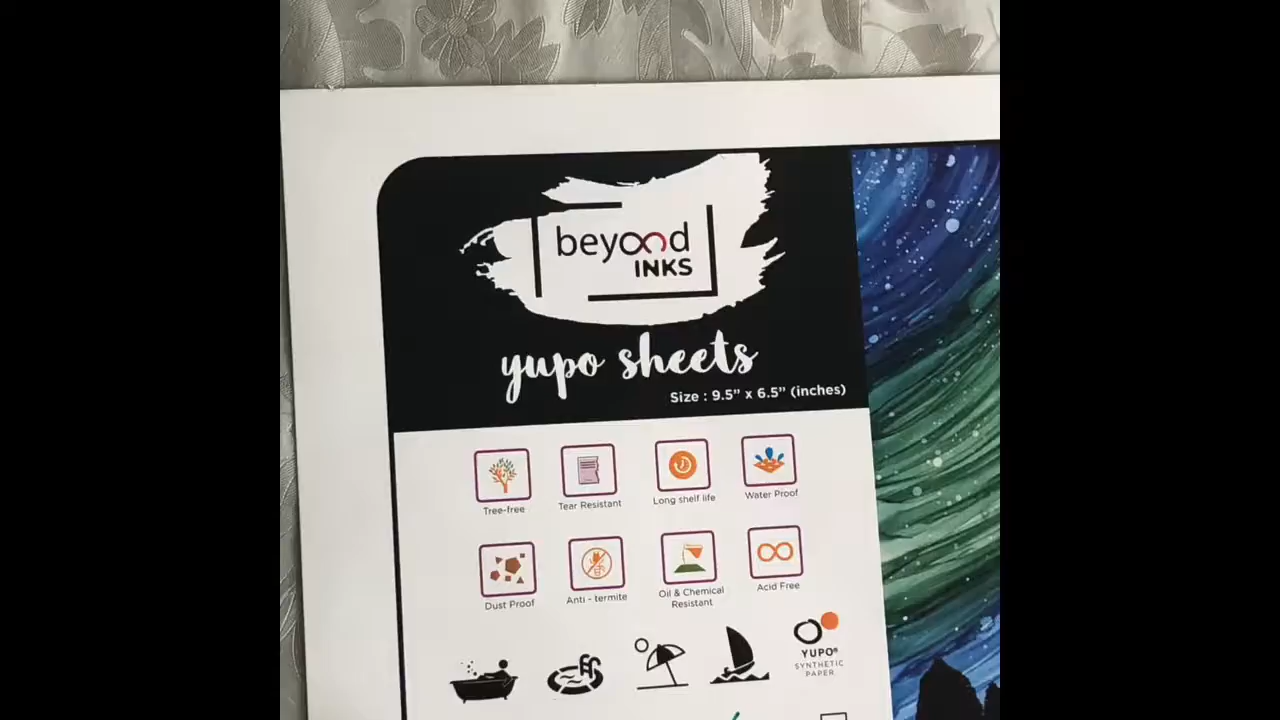 beyond
INKS
yupo sheets
Size : 9.5” x 6.5” (inches)
Tree-free
Tear Resistant
Long shelf life
Water Proof
Dust Proof
Anti - termite
Oil & Chemical
Resistant
Acid Free
YUPO®
SYNTHETIC
PAPER